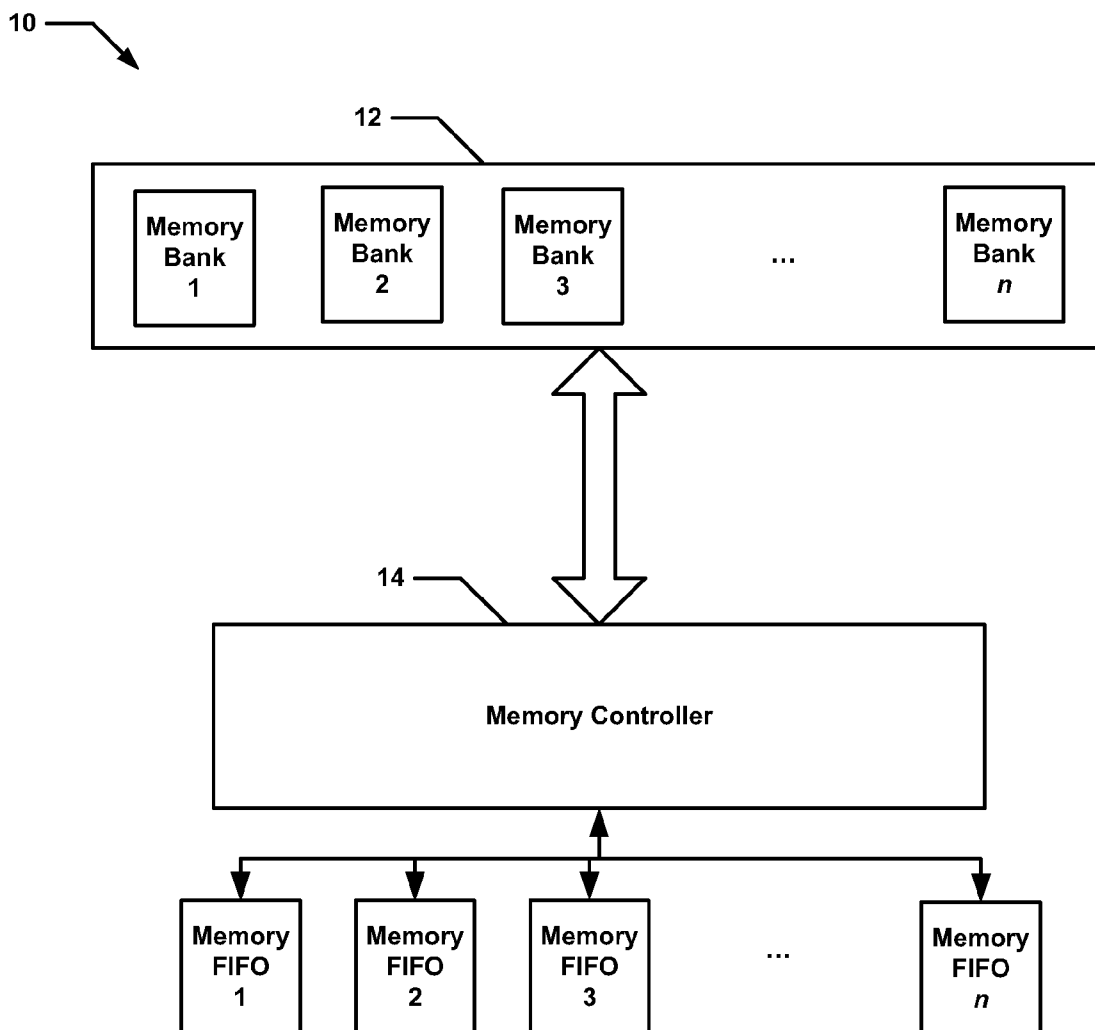 10
12
Memory
Bank
1
Memory
Bank
2
Memory
Bank
3
...
Memory
Bank
n
14
Memory Controller
Memory
FIFO
1
Memory
FIFO
2
Memory
FIFO
3
...
Memory
FIFO
n